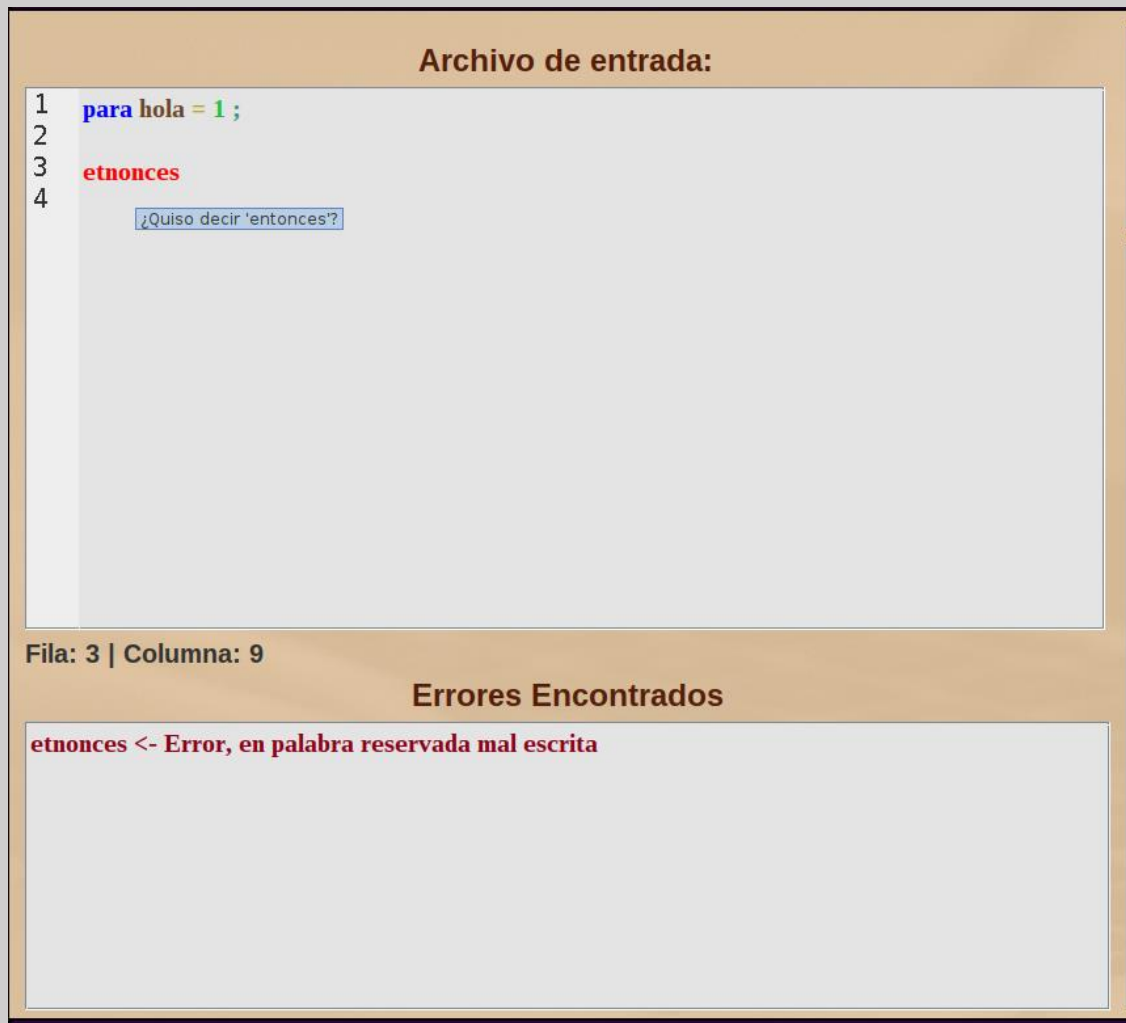 Archivo de entrada:
1 para hola = 1 ;
2
3 etnonces
4
¿Quiso decir 'entonces'?
Fila: 3 | Columna: 9
Errores Encontrados
etnonces <- Error, en palabra reservada mal escrita